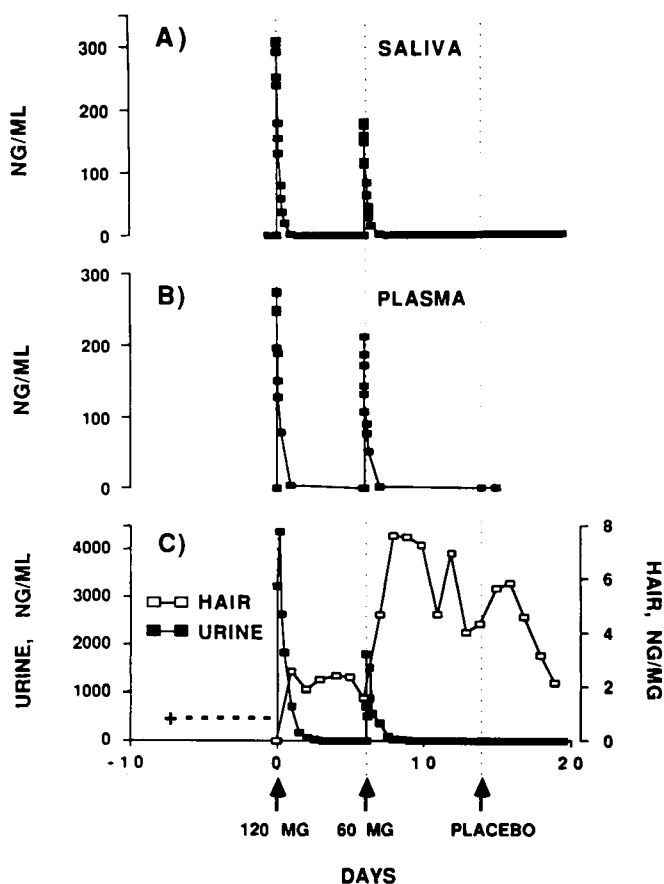 A)
SALIVA
300
200
100
0
NG/ML
B)
PLASMA
300
200
100
0
NG/ML
C)
HAIR
URINE
4000
3000
2000
1000
0
URINE, NG/ML
8
6
4
2
0
HAIR, NG/MG
+
-10
0
10
20
120 MG
60 MG
PLACEBO
DAYS